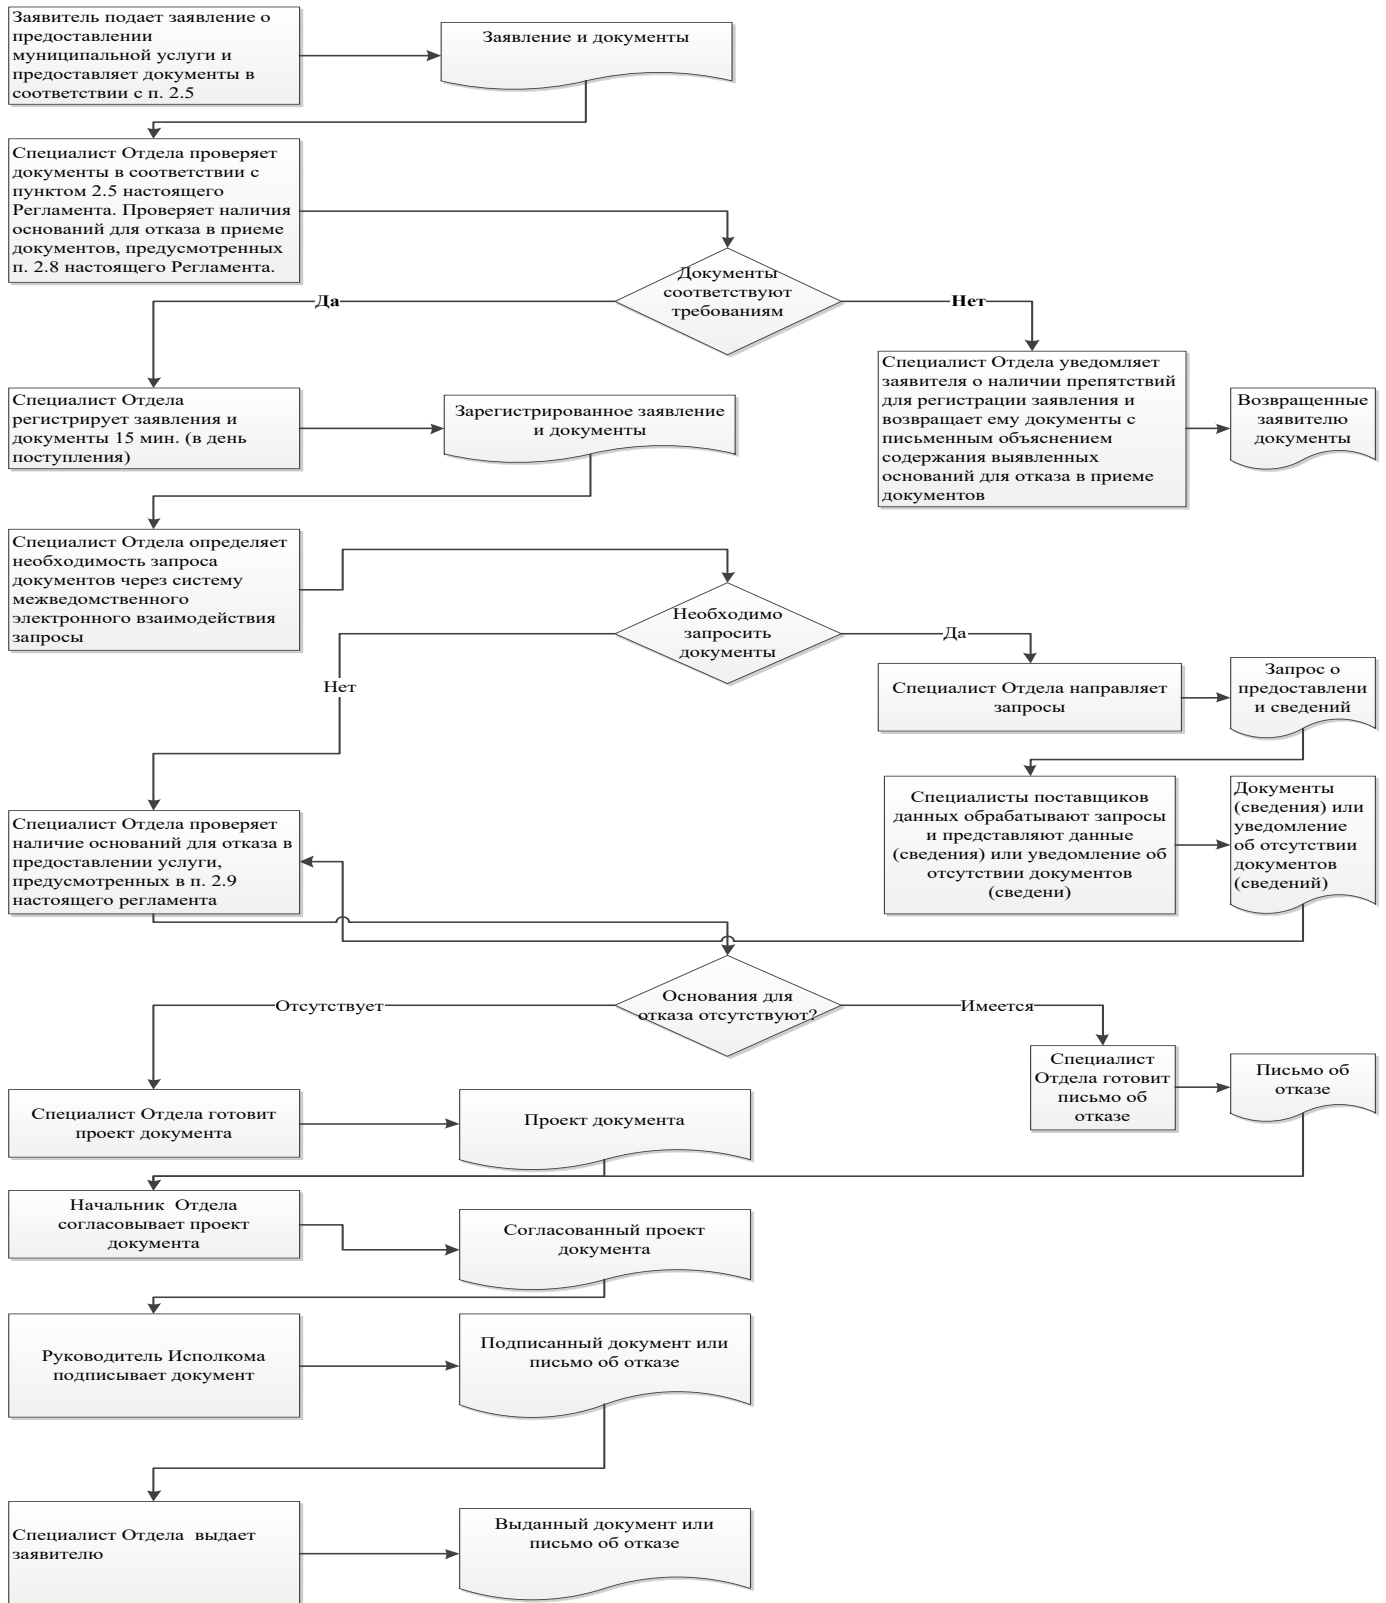 Заявитель подает заявление о
предоставлении
муниципальной услуги и
предоставляет документы в
соответствии с п. 2.5
Заявление и документы
Специалист Отдела проверяет
документы в соответствии с
пунктом 2.5 настоящего
Регламента. Проверяет наличия
оснований для отказа в приеме
документов, предусмотренных
п. 2.8 настоящего Регламента.
Документы
соответствуют
требованиям
Да
Нет
Специалист Отдела
регистрирует заявления и
документы 15 мин. (в день
поступления)
Зарегистрированное заявление
и документы
Специалист Отдела уведомляет
заявителя о наличии препятствий
для регистрации заявления и
возвращает ему документы с
письменным объяснением
содержания выявленных
оснований для отказа в приеме
документов
Возвращенные
заявителю
документы
Специалист Отдела определяет
необходимость запроса
документов через систему
межведомственного
электронного взаимодействия
запросы
Необходимо
запросить
документы
Да
Нет
Специалист Отдела направляет
запросы
Запрос о
предоставлени
и сведений
Специалисты поставщиков
данных обрабатывают запросы
и представляют данные
(сведения) или уведомление об
отсутствии документов
(сведени)
Документы
(сведения) или
уведомление
об отсутствии
документов
(сведений)
Специалист Отдела проверяет
наличие оснований для отказа в
предоставлении услуги,
предусмотренных в п. 2.9
настоящего регламента
Основания для
отказа отсутствуют?
Отсутствует
Имеется
Специалист
Отдела готовит
письмо об
отказе
Письмо об
отказе
Специалист Отдела готовит
проект документа
Проект документа
Начальник  Отдела
согласовывает проект
документа
Согласованный проект
документа
Руководитель Исполкома
подписывает документ
Подписанный документ или
письмо об отказе
Специалист Отдела  выдает
заявителю
Выданный документ или
письмо об отказе